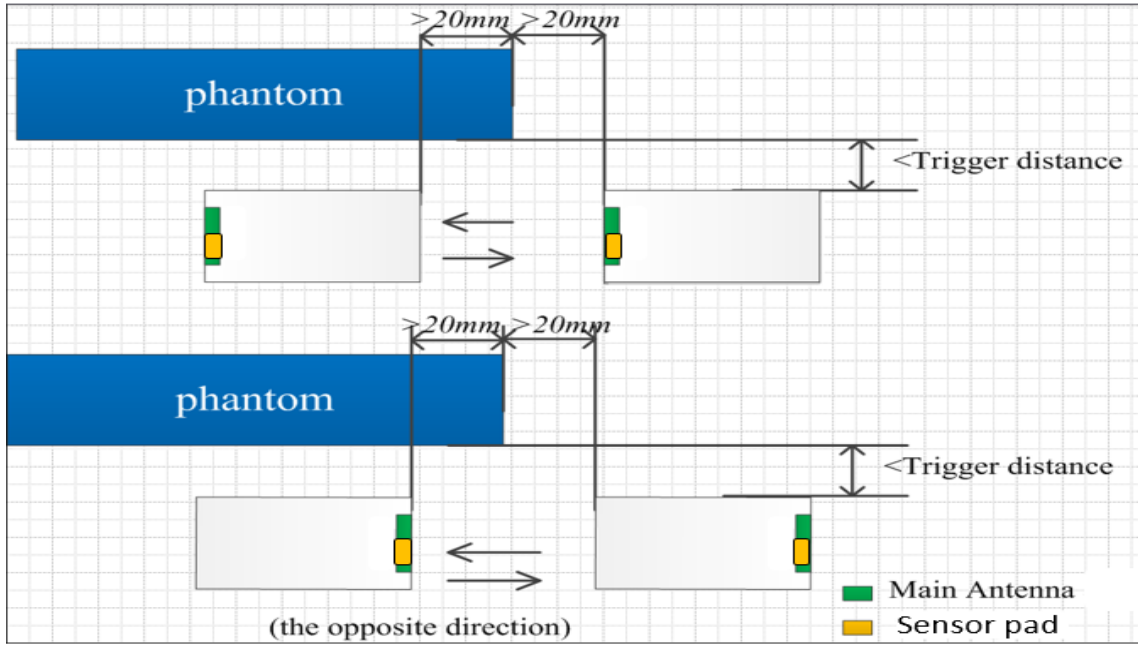 >20mm >20mm
phantom
<Trigger distance
>20mm >20mm
phantom
<Trigger distance
(the opposite direction)
Main Antenna
Sensor pad